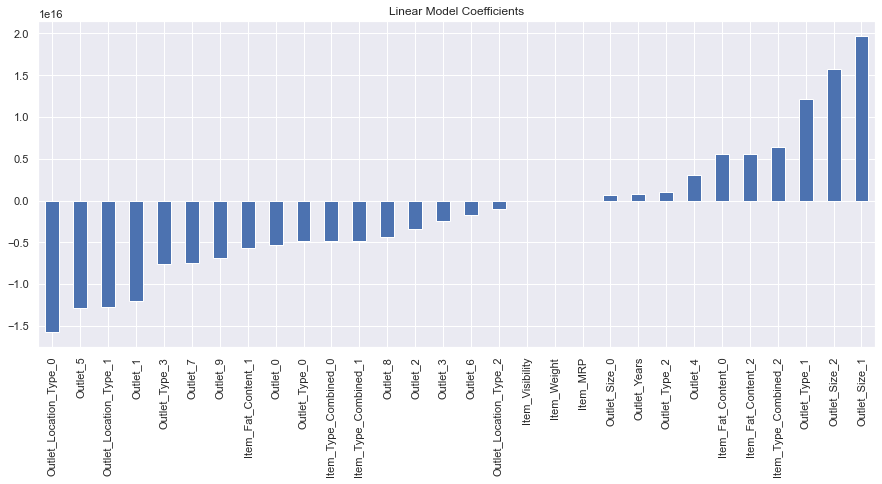 Linear Model Coefficients
1e16
2.0
1.5
1.0
0.5
0.0
−0.5
−1.0
−1.5
Outlet_Location_Type_0
Outlet_5
Outlet_Location_Type_1
Outlet_1
Outlet_Type_3
Outlet_7
Outlet_9
Item_Fat_Content_1
Outlet_0
Outlet_Type_0
Item_Type_Combined_0
Item_Type_Combined_1
Outlet_8
Outlet_2
Outlet_3
Outlet_6
Outlet_Location_Type_2
Item_Visibility
Item_Weight
Item_MRP
Outlet_Size_0
Outlet_Years
Outlet_Type_2
Outlet_4
Item_Fat_Content_0
Item_Fat_Content_2
Item_Type_Combined_2
Outlet_Type_1
Outlet_Size_2
Outlet_Size_1